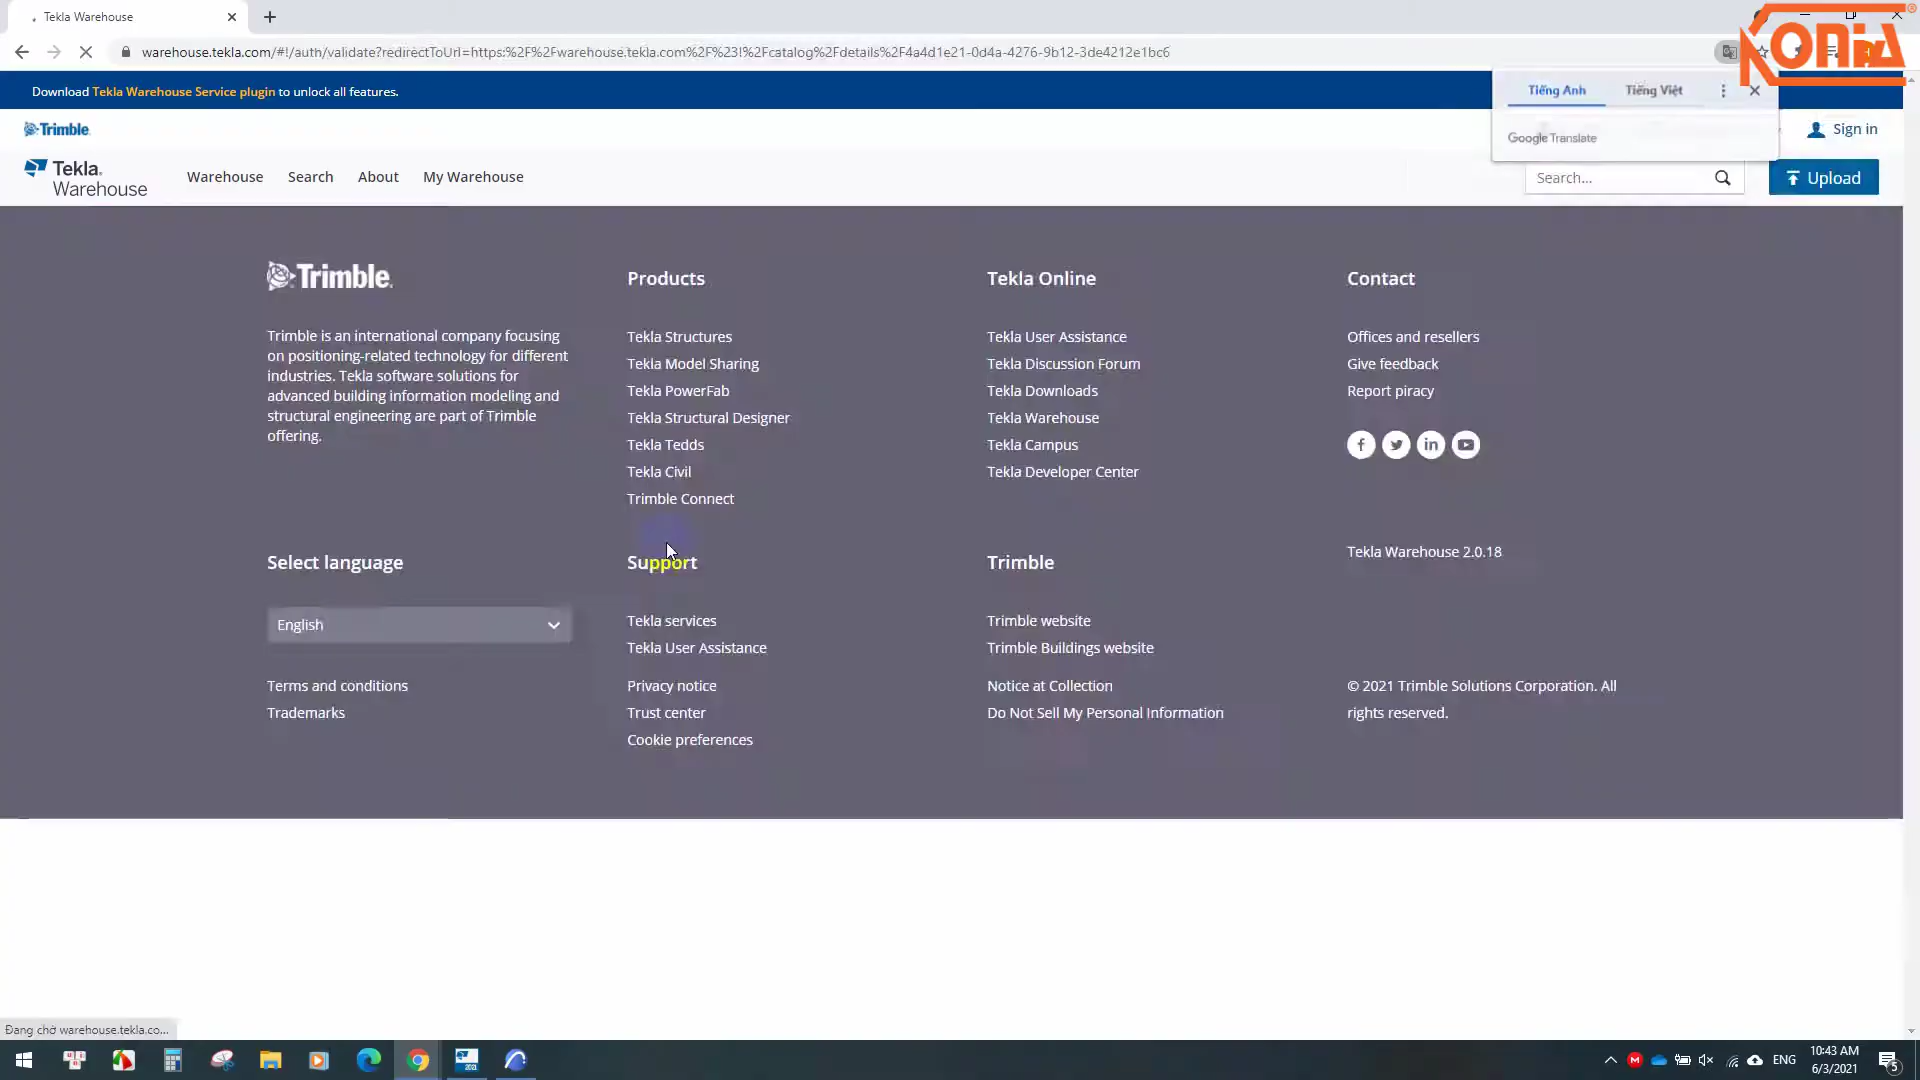 Tekla Warehouse
warehouse.tekla.com/#!/auth/validate?redirectToUrl=https:%2F%2Fwarehouse.tekla.com%2F%23!%2Fcatalog%2Fdetails%2F4a4d1e21-0d4a-4276-9b12-3de4212e1bc6
KONIA
Download Tekla Warehouse Service plugin to unlock all features.
Tiếng Anh
Tiếng Việt
Google Translate
Trimble
Sign in
Tekla
Warehouse
Warehouse
Search
About
My Warehouse
Search...
Upload
Trimble
Trimble is an international company focusing
on positioning-related technology for different
industries. Tekla software solutions for
advanced building information modeling and
structural engineering are part of Trimble
offering.
Products
Tekla Structures
Tekla Model Sharing
Tekla PowerFab
Tekla Structural Designer
Tekla Tedds
Tekla Civil
Trimble Connect
Tekla Online
Tekla User Assistance
Tekla Discussion Forum
Tekla Downloads
Tekla Warehouse
Tekla Campus
Tekla Developer Center
Contact
Offices and resellers
Give feedback
Report piracy
Select language
English
Terms and conditions
Trademarks
Support
Tekla services
Tekla User Assistance
Privacy notice
Trust center
Cookie preferences
Trimble
Trimble website
Trimble Buildings website
Notice at Collection
Do Not Sell My Personal Information
Tekla Warehouse 2.0.18
© 2021 Trimble Solutions Corporation. All
rights reserved.
Đang chờ warehouse.tekla.co...
ENG
10:43 AM
6/3/2021
5